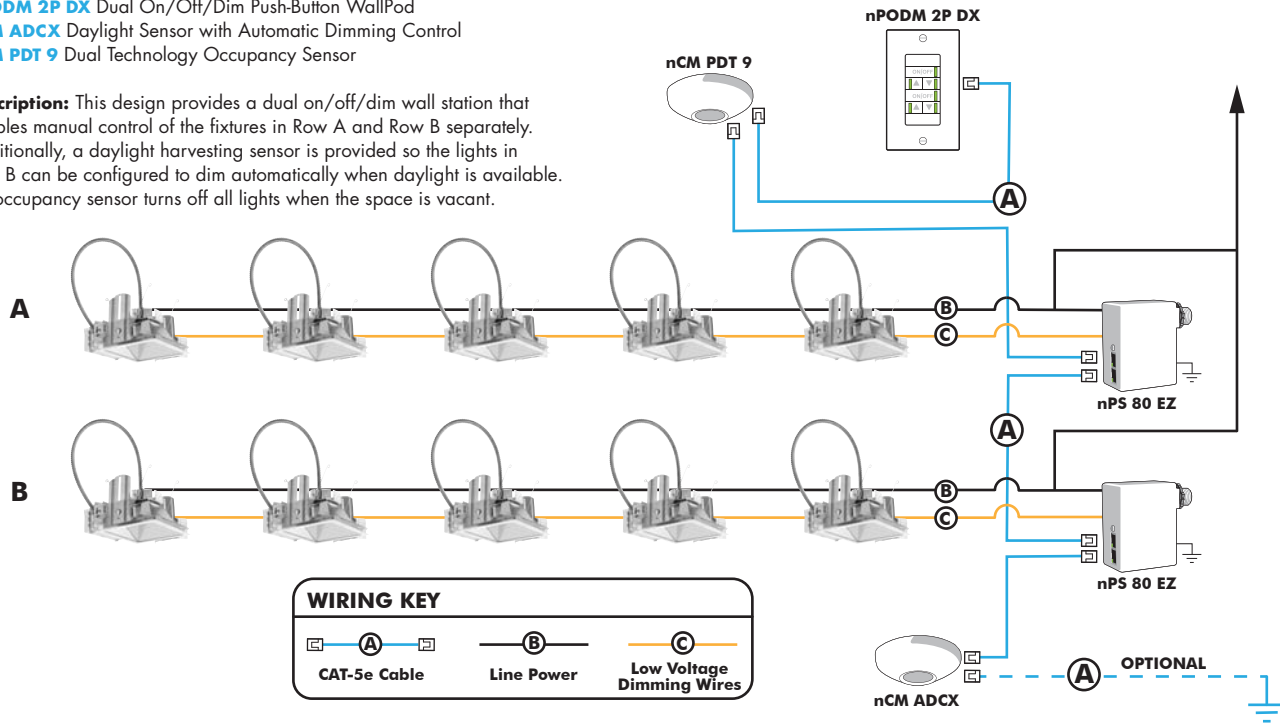 ODM 2P DX Dual On/Off/Dim Push-Button WallPod
M ADCX Daylight Sensor with Automatic Dimming Control
M PDT 9 Dual Technology Occupancy Sensor
cription: This design provides a dual on/off/dim wall station that
bles manual control of the fixtures in Row A and Row B separately.
itionally, a daylight harvesting sensor is provided so the lights in
B can be configured to dim automatically when daylight is available.
occupancy sensor turns off all lights when the space is vacant.
nPODM 2P DX
nCM PDT 9
ON/OFF
ON/OFF
A
A
B
C
nPS 80 EZ
A
B
B
C
nPS 80 EZ
WIRING KEY
A
B
C
CAT-5e Cable
Line Power
Low Voltage
Dimming Wires
nCM ADCX
A
OPTIONAL